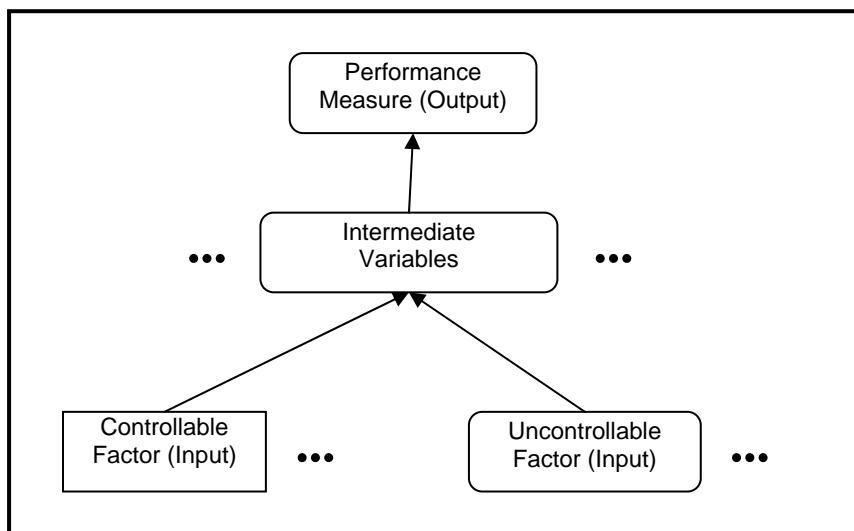 Performance
Measure (Output)
Intermediate
Variables
••• •••
Controllable
Factor (Input)
•••
Uncontrollable
Factor (Input)
•••